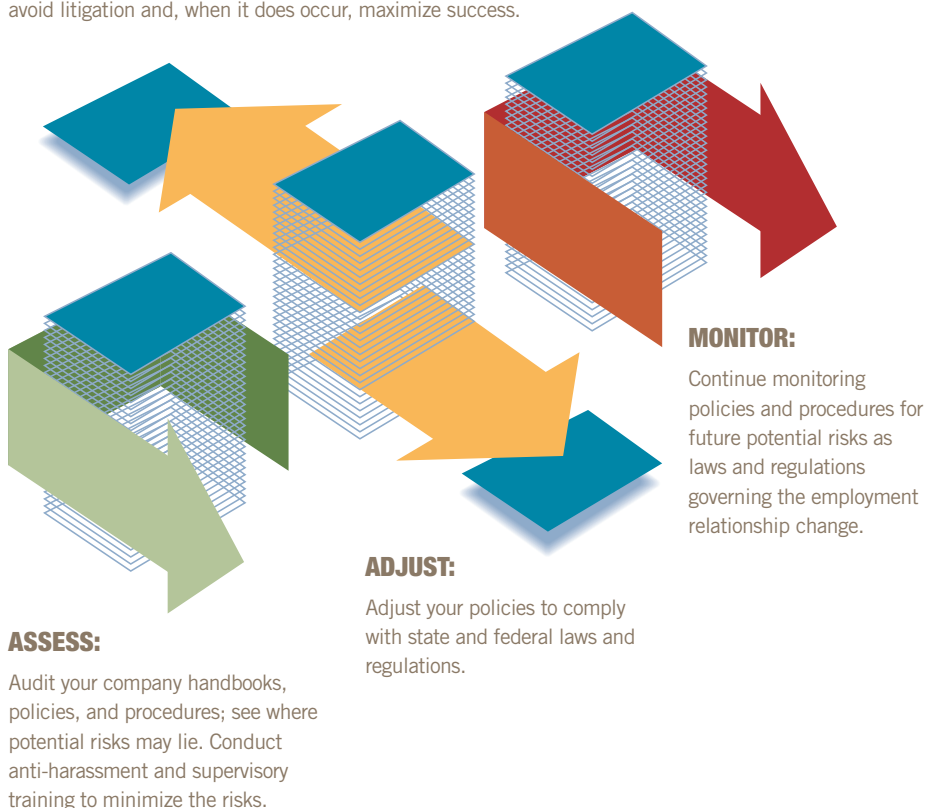 avoid litigation and, when it does occur, maximize success.
MONITOR:
Continue monitoring
policies and procedures for
future potential risks as
laws and regulations
governing the employment
relationship change.
ADJUST:
Adjust your policies to comply
with state and federal laws and
regulations.
ASSESS:
Audit your company handbooks,
policies, and procedures; see where
potential risks may lie. Conduct
anti-harassment and supervisory
training to minimize the risks.